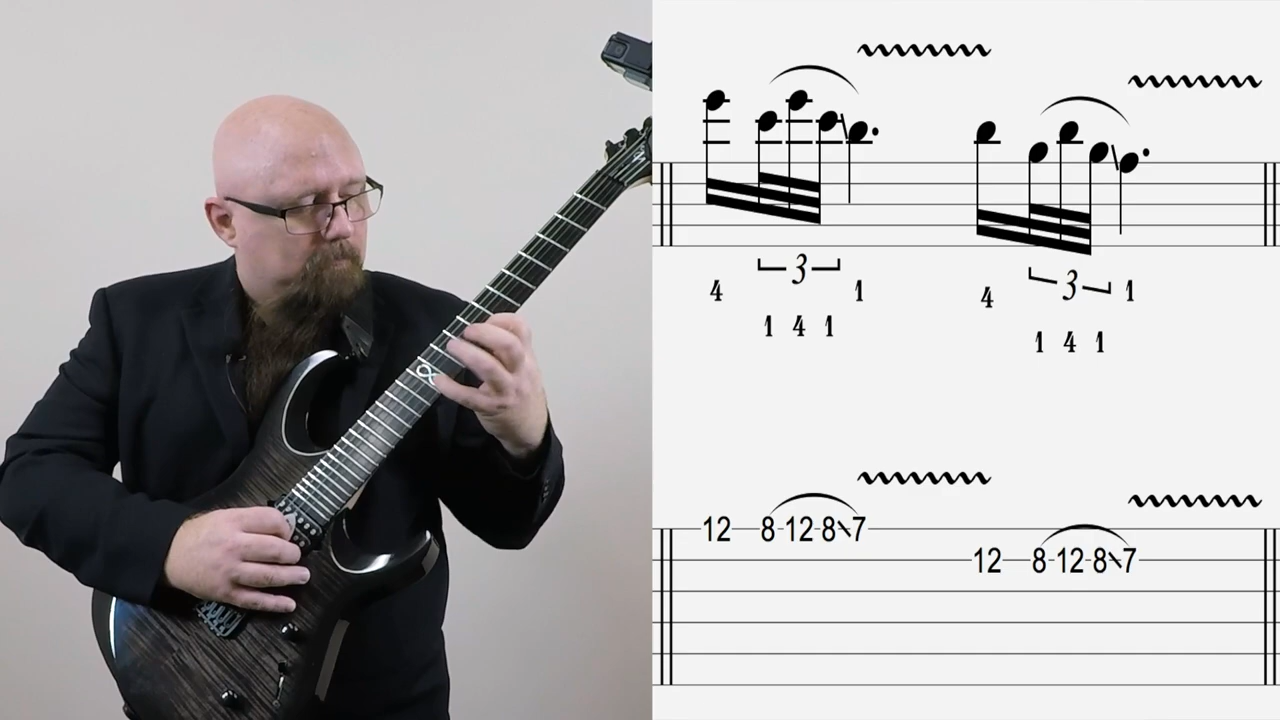 3
3
4 1 4 1
1 4 1 1 4 1
12 8 12 8 7
12 8 12 8 7